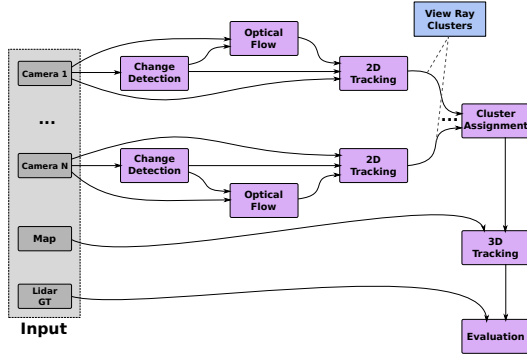 View Ray
Clusters
Optical
Flow
Camera 1
Change
Detection
2D
Tracking
...
...
Cluster
Assignment
Change
Detection
2D
Tracking
Camera N
Optical
Flow
Map
3D
Tracking
Lidar
GT
Input
Evaluation